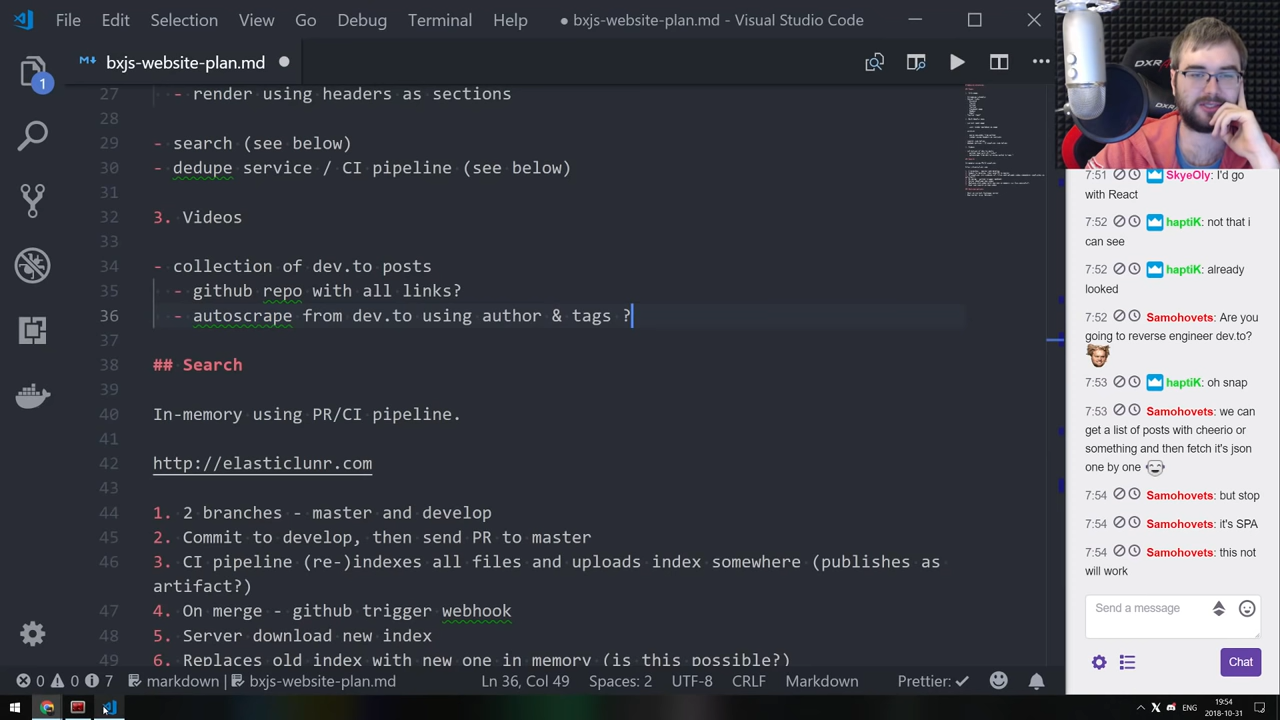 File Edit Selection View Go Debug Terminal Help ● bxjs-website-plan.md - Visual Studio Code
bxjs-website-plan.md
1
27 - render using headers as sections
28
29 - search (see below)
- dedupe service / CI pipeline (see below)
31
32 3. Videos
33
34 - collection of dev.to posts
35 - github repo with all links?
36 - autoscrape from dev.to using author & tags ?
37
38 ## Search
39
40 In-memory using PR/CI pipeline.
41
42 http://elasticlunr.com
43
44 1. 2 branches - master and develop
45 2. Commit to develop, then send PR to master
46 3. CI pipeline (re-)indexes all files and uploads index somewhere (publishes as
artifact?)
47 4. On merge - github trigger webhook
48 5. Server download new index
49 6. Replaces old index with new one in memory (is this possible?)
0 0 7 markdown | bxjs-website-plan.md Ln 36, Col 49 Spaces: 2 UTF-8 CRLF Markdown Prettier: ✓
DXR
7:51 SkyeOly: I'd go
with React
7:52 haptiK: not that i
can see
7:52 haptiK: already
looked
7:52 Samohovets: Are you
going to reverse engineer dev.to?
7:53 haptiK: oh snap
7:53 Samohovets: we can
get a list of posts with cheerio or
something and then fetch it's json
one by one
7:54 Samohovets: but stop
7:54 Samohovets: it's SPA
7:54 Samohovets: this not
will work
Send a message
Chat
ENG
19:54
2018-10-31